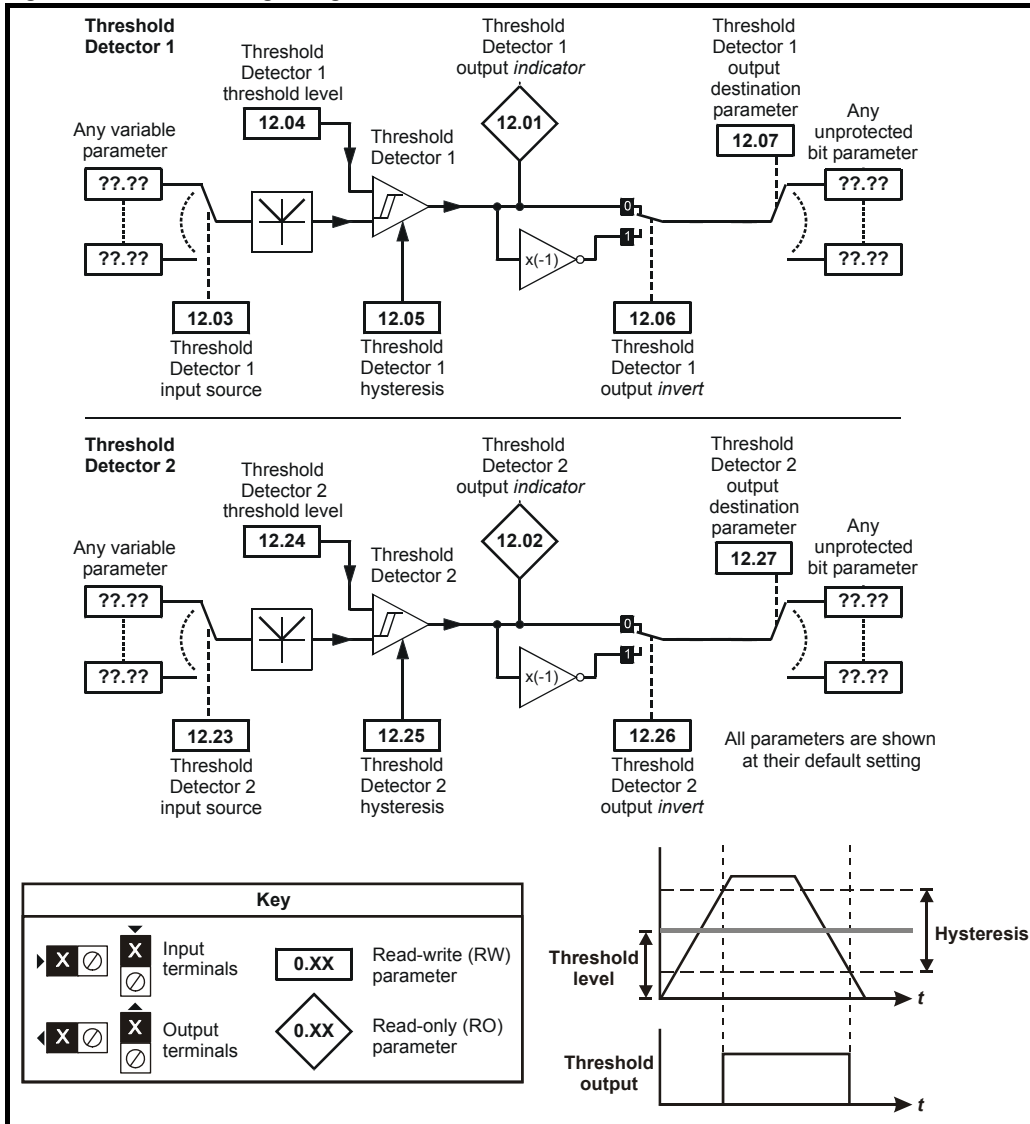 Threshold
Detector 1
Threshold
Detector 1
threshold level
12.04
Threshold
Detector 1
output indicator
12.01
Threshold
Detector 1
output
destination
parameter
12.07
Any variable
parameter
??.??
??.??
Threshold
Detector 1
Any
unprotected
bit parameter
??.??
??.??
0
1
x(-1)
12.03
Threshold
Detector 1
input source
12.05
Threshold
Detector 1
hysteresis
12.06
Threshold
Detector 1
output invert
Threshold
Detector 2
Threshold
Detector 2
threshold level
12.24
Threshold
Detector 2
output indicator
12.02
Threshold
Detector 2
output
destination
parameter
12.27
Any variable
parameter
??.??
??.??
Threshold
Detector 2
Any
unprotected
bit parameter
??.??
??.??
0
1
x(-1)
12.23
Threshold
Detector 2
input source
12.25
Threshold
Detector 2
hysteresis
12.26
Threshold
Detector 2
output invert
All parameters are shown
at their default setting
Key
X
X
Input
terminals
0.XX
Read-write (RW)
parameter
X
X
Output
terminals
0.XX
Read-only (RO)
parameter
Threshold
level
Hysteresis
t
Threshold
output
t